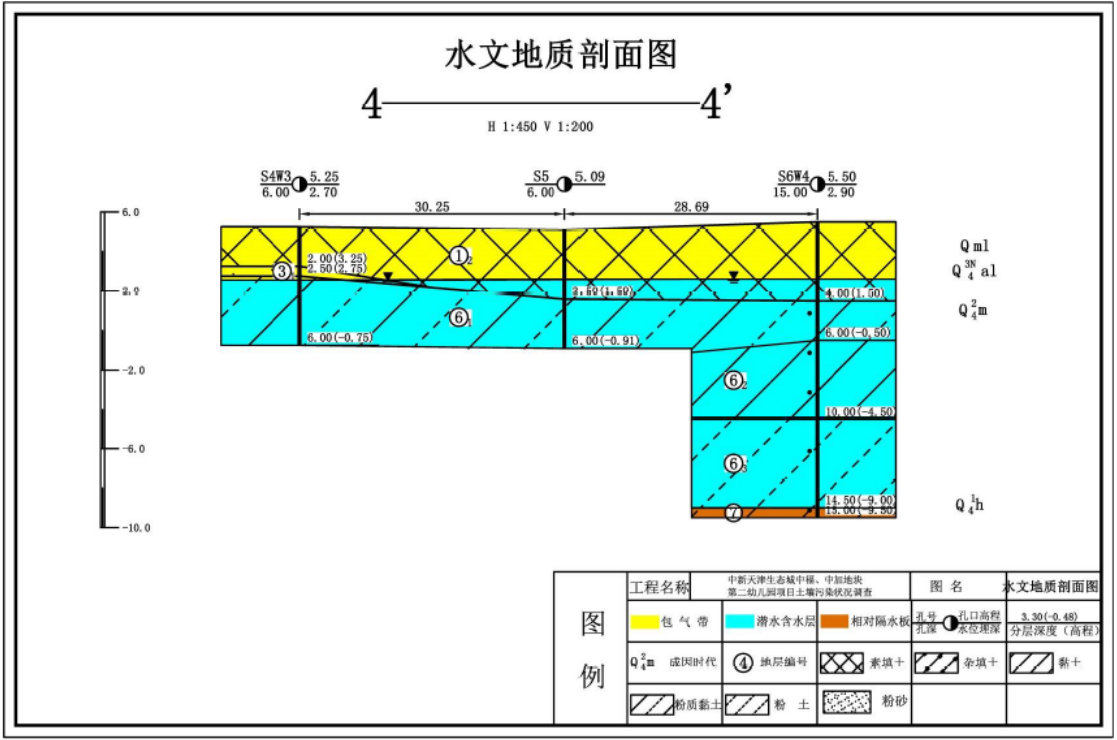 水文地质剖面图
4 4’
H 1:450 V 1:200
S4W3 5.25 S5 5.09 S6W4 5.50
6.00 2.70 6.00 15.00 2.90
30.25 28.69
6.0
-2.0
-6.0
-10.0
2.00(3.25)
2.50(2.75)
①2
③
4.00(1.50)
⑥1
6.00(-0.75) 6.00(-0.91) 6.00(-0.50)
⑥2
10.00(-4.50)
⑥3
14.50(-9.00)
15.00(-9.50)
⑦
Q ml
Q 3N 4 al
Q 2 4 m
Q 1 4 h
图例
工程名称 中新天津生态城中福、中加地块 图 名 水文地质剖面图
第二幼儿园项目土壤污染状况调查
包 气 带 潜水含水层 相对隔水板 孔号 孔口高程 3.30(-0.48)
孔深 水位埋深 分层深度(高程)
Q 2 4 m 成因时代 ④ 地层编号 素填土 杂填土 黏土
粉质黏土 粉 土 粉砂